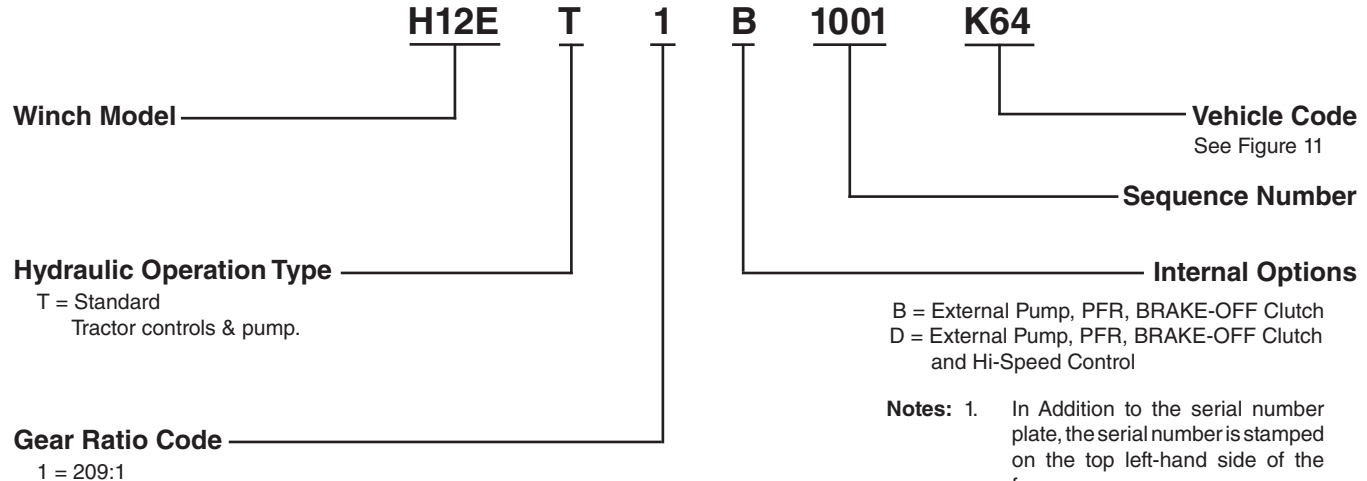 H12E T 1 B 1001 K64
Winch Model
Vehicle Code
See Figure 11
Sequence Number
Hydraulic Operation Type
T = Standard
Tractor controls & pump.
Internal Options
B = External Pump, PFR, BRAKE-OFF Clutch
D = External Pump, PFR, BRAKE-OFF Clutch
and Hi-Speed Control
Gear Ratio Code
1 = 209:1
Notes: 1. In Addition to the serial number
plate, the serial number is stamped
on the top left-hand side of the